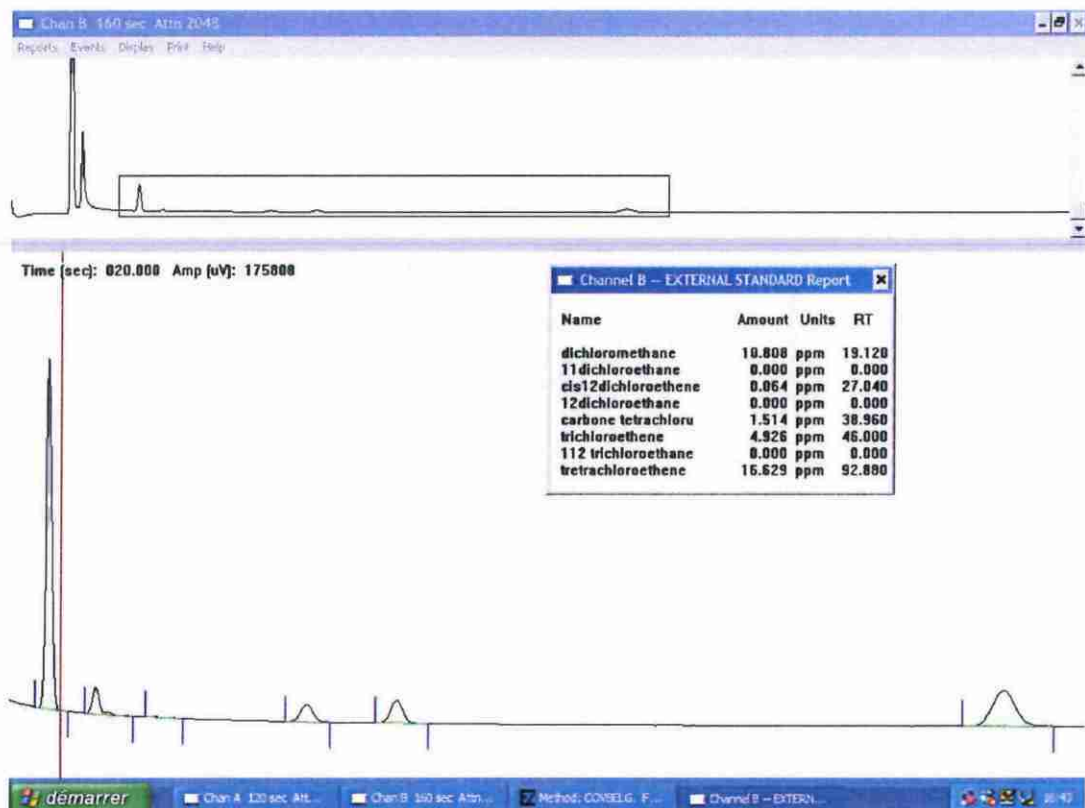 Chan B 160 sec Attn 2048
Reports Events Display Print Help
Time (sec): 020.000 Amp (uV): 175808
Channel B -- EXTERNAL STANDARD Report
Name Amount Units RT
dichloromethane 10.808 ppm 19.120
11dichloroethane 0.000 ppm 0.000
cis12dichloroethene 0.064 ppm 27.040
12dichloroethane 0.000 ppm 0.000
carbone tetrachloru 1.514 ppm 38.960
trichloroethene 4.926 ppm 46.000
112 trichloroethane 0.000 ppm 0.000
tretrachloroethene 16.629 ppm 92.880
démarrer Chan A 120 sec Att... Chan B 160 sec Attn... Method: F... Channel B -- EXTERN...